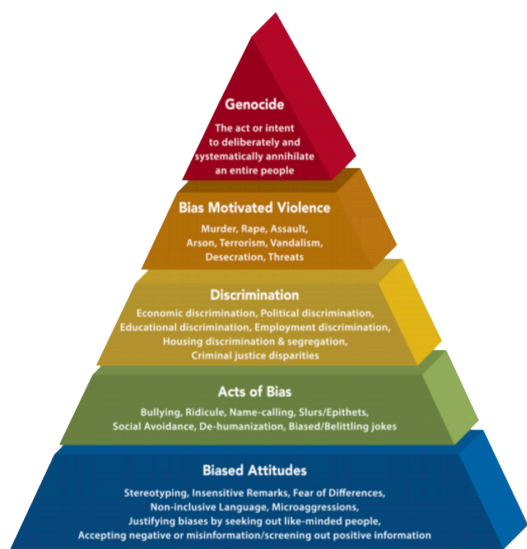 Genocide
The act or intent
to deliberately and
systematically annihilate
an entire people
Bias Motivated Violence
Murder, Rape, Assault,
Arson, Terrorism, Vandalism,
Desecration, Threats
Discrimination
Economic discrimination, Political discrimination,
Educational discrimination, Employment discrimination,
Housing discrimination & segregation,
Criminal justice disparities
Acts of Bias
Bullying, Ridicule, Name-calling, Slurs/Epithets,
Social Avoidance, De-humanization, Biased/Belittling jokes
Biased Attitudes
Stereotyping, Insensitive Remarks, Fear of Differences,
Non-inclusive Language, Microaggressions,
Justifying biases by seeking out like-minded people,
Accepting negative or misinformation/screening out positive information